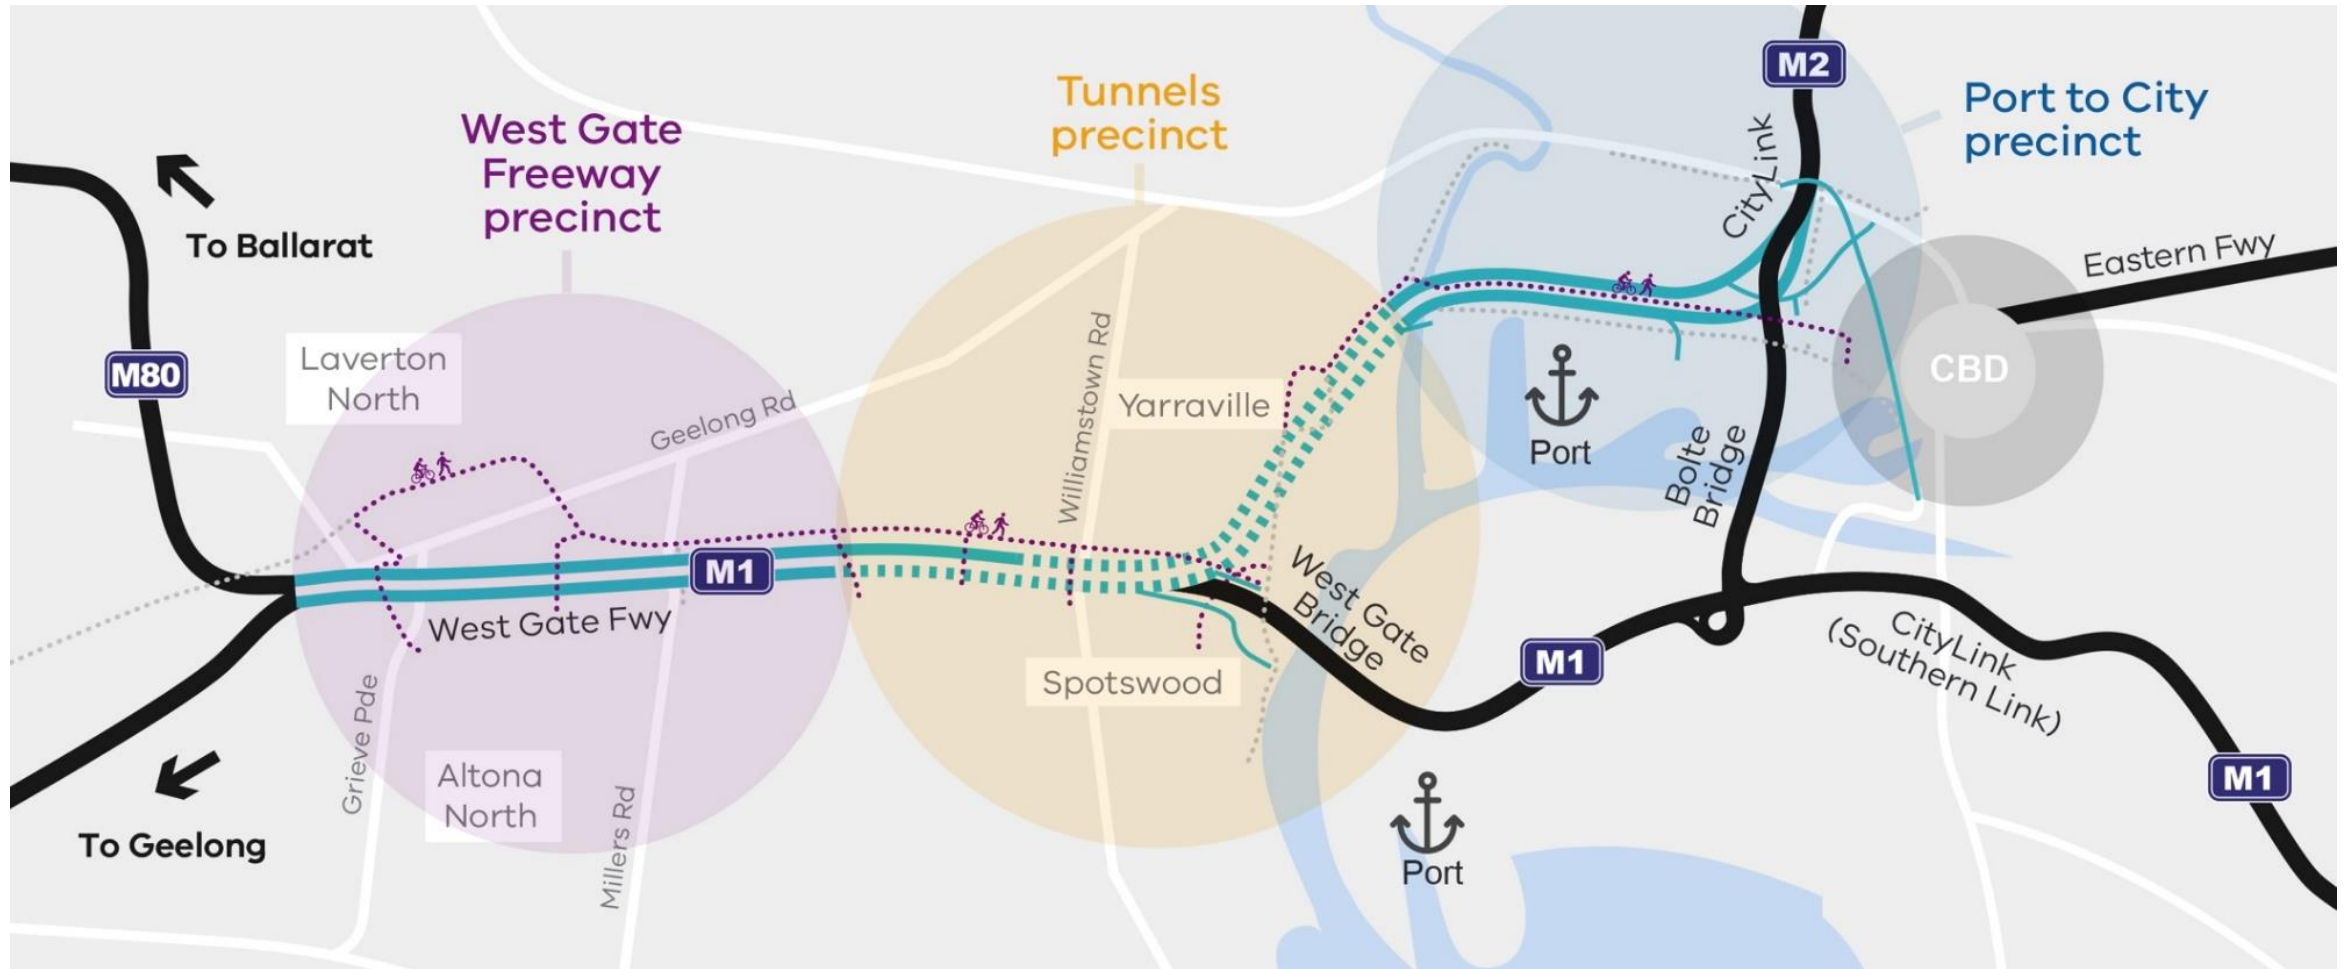 M2
Tunnels
precinct
Port to City
precinct
West Gate
Freeway
precinct
CityLink
To Ballarat
Eastern Fwy
Laverton
North
M80
Williamstown Rd
Yarraville
CBD
Geelong Rd
Port
Bolte
Bridge
M1
West Gate Fwy
West Gate
Bridge
M1
CityLink
(Southern Link)
Spotswood
Grieve Pde
Altona
North
Millers Rd
M1
To Geelong
Port